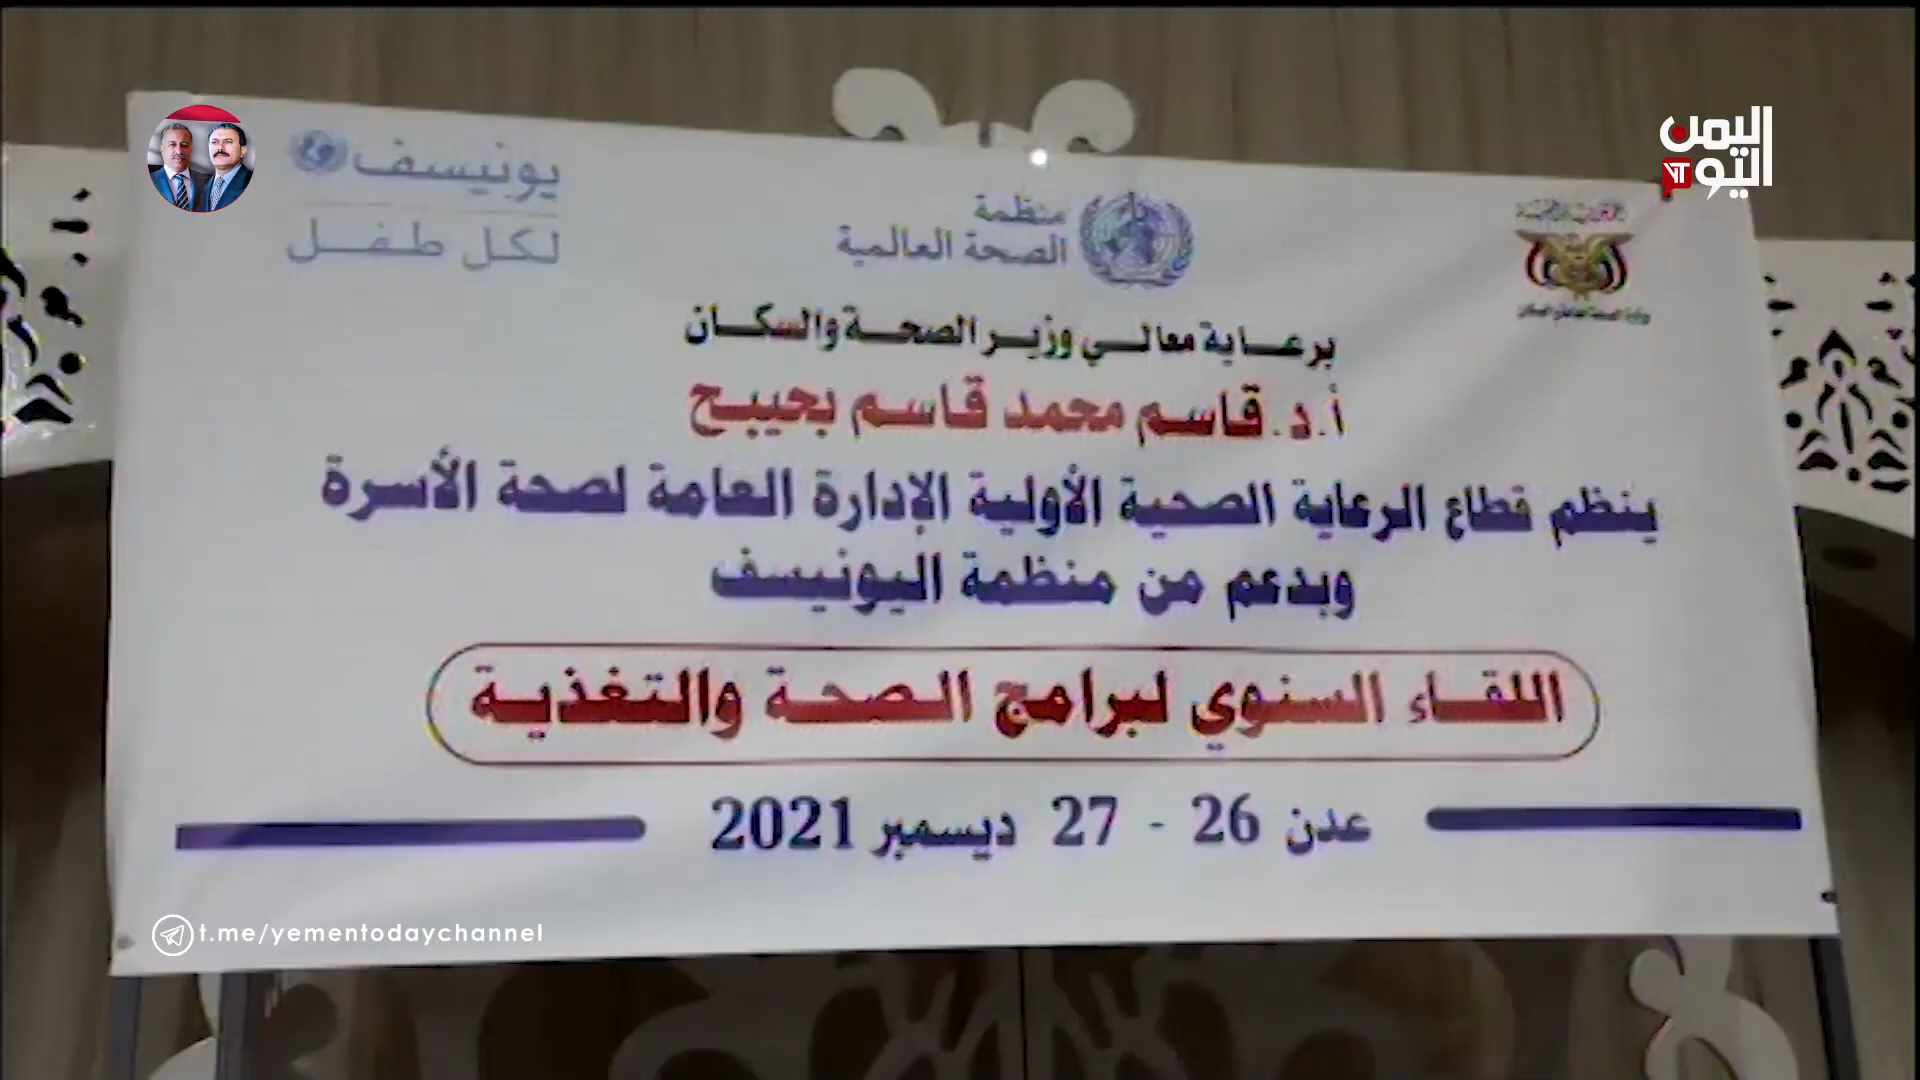 اليمن
اليوم
YT
يونيسف
لكل طفل
منظمة
الصحة العالمية
برعاية معالي وزير الصحة والسكان
أ.د. قاسم محمد قاسم بحيبح
ينظم قطاع الرعاية الصحية الأولية الإدارة العامة لصحة الأسرة
وبدعم من منظمة اليونيسف
اللقاء السنوي لبرامج الصحة والتغذية
عدن 26 - 27 ديسمبر 2021
t.me/yementodaychannel